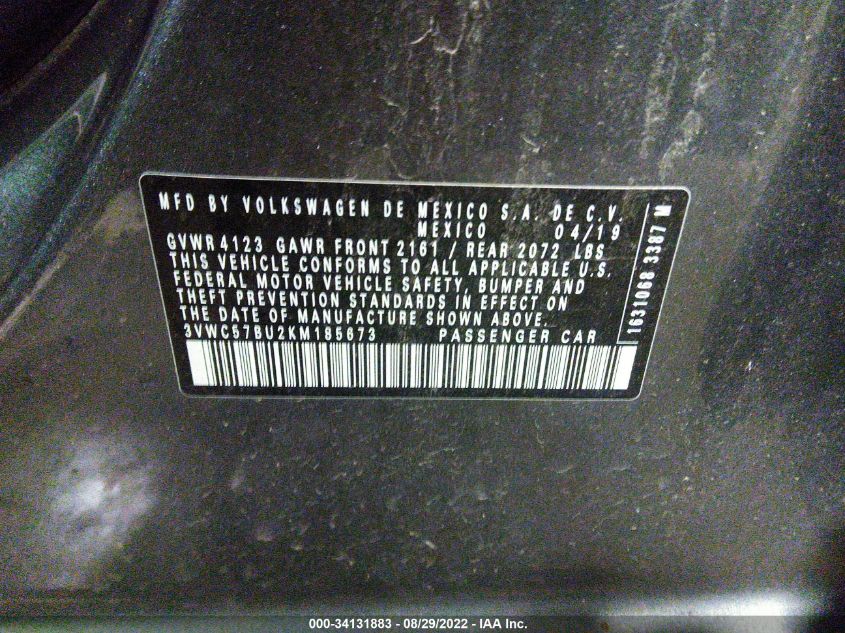 MFD BY VOLKSWAGEN DE MEXICO S.A. DE C.V.
MEXICO 04/19
GVWR 4123 GAWR FRONT 2161 / REAR 2072 LBS
THIS VEHICLE CONFORMS TO ALL APPLICABLE U.S.
FEDERAL MOTOR VEHICLE SAFETY, BUMPER AND
THEFT PREVENTION STANDARDS IN EFFECT ON
THE DATE OF MANUFACTURE SHOWN ABOVE.
3VWC57BU2KM185673 PASSENGER CAR
1631068 3387 M
000-34131883 - 08/29/2022 - IAA Inc.